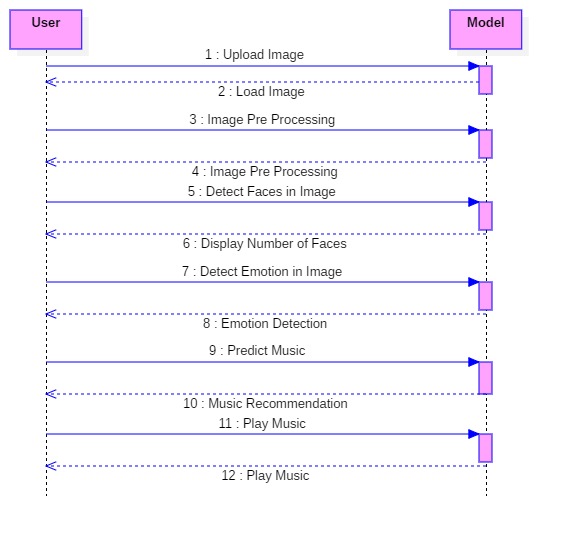 User
Model
1 : Upload Image
2 : Load Image
3 : Image Pre Processing
4 : Image Pre Processing
5 : Detect Faces in Image
6 : Display Number of Faces
7 : Detect Emotion in Image
8 : Emotion Detection
9 : Predict Music
10 : Music Recommendation
11 : Play Music
12 : Play Music